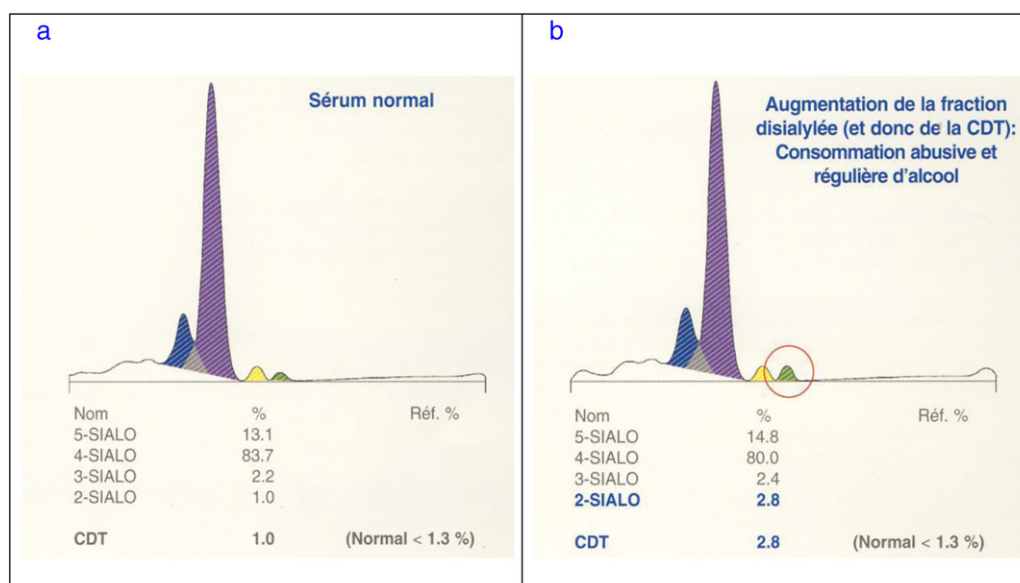 a
Sérum normal
Nom % Réf. %
5-SIALO 13.1
4-SIALO 83.7
3-SIALO 2.2
2-SIALO 1.0
CDT 1.0 (Normal < 1.3 %)
b
Augmentation de la fraction
disialylée (et donc de la CDT):
Consommation abusive et
régulière d'alcool
Nom % Réf. %
5-SIALO 14.8
4-SIALO 80.0
3-SIALO 2.4
2-SIALO 2.8
CDT 2.8 (Normal < 1.3 %)